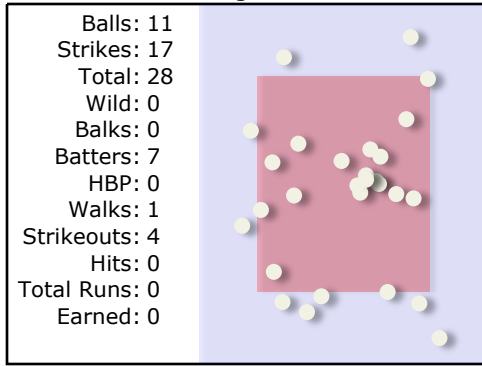 Balls: 11
Strikes: 17
Total: 28
Wild: 0
Balks: 0
Batters: 7
HBP: 0
Walks: 1
Strikeouts: 4
Hits: 0
Total Runs: 0
Earned: 0